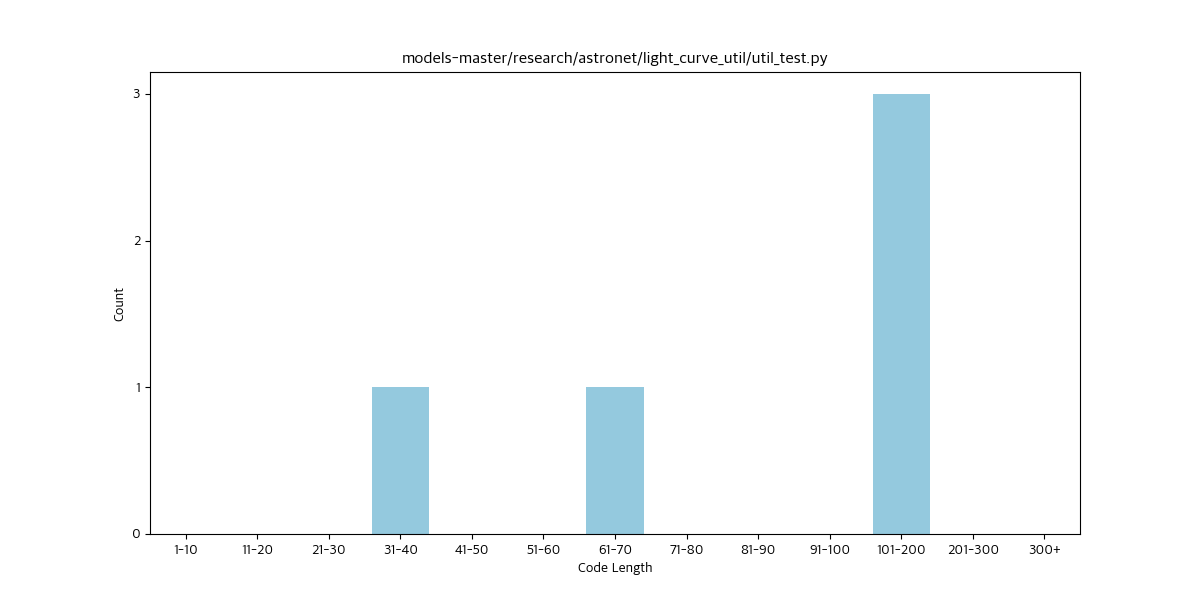 models-master/research/astronet/light_curve_util/util_test.py
3
2
1
0
Count
1-10 11-20 21-30 31-40 41-50 51-60 61-70 71-80 81-90 91-100 101-200 201-300 300+
Code Length